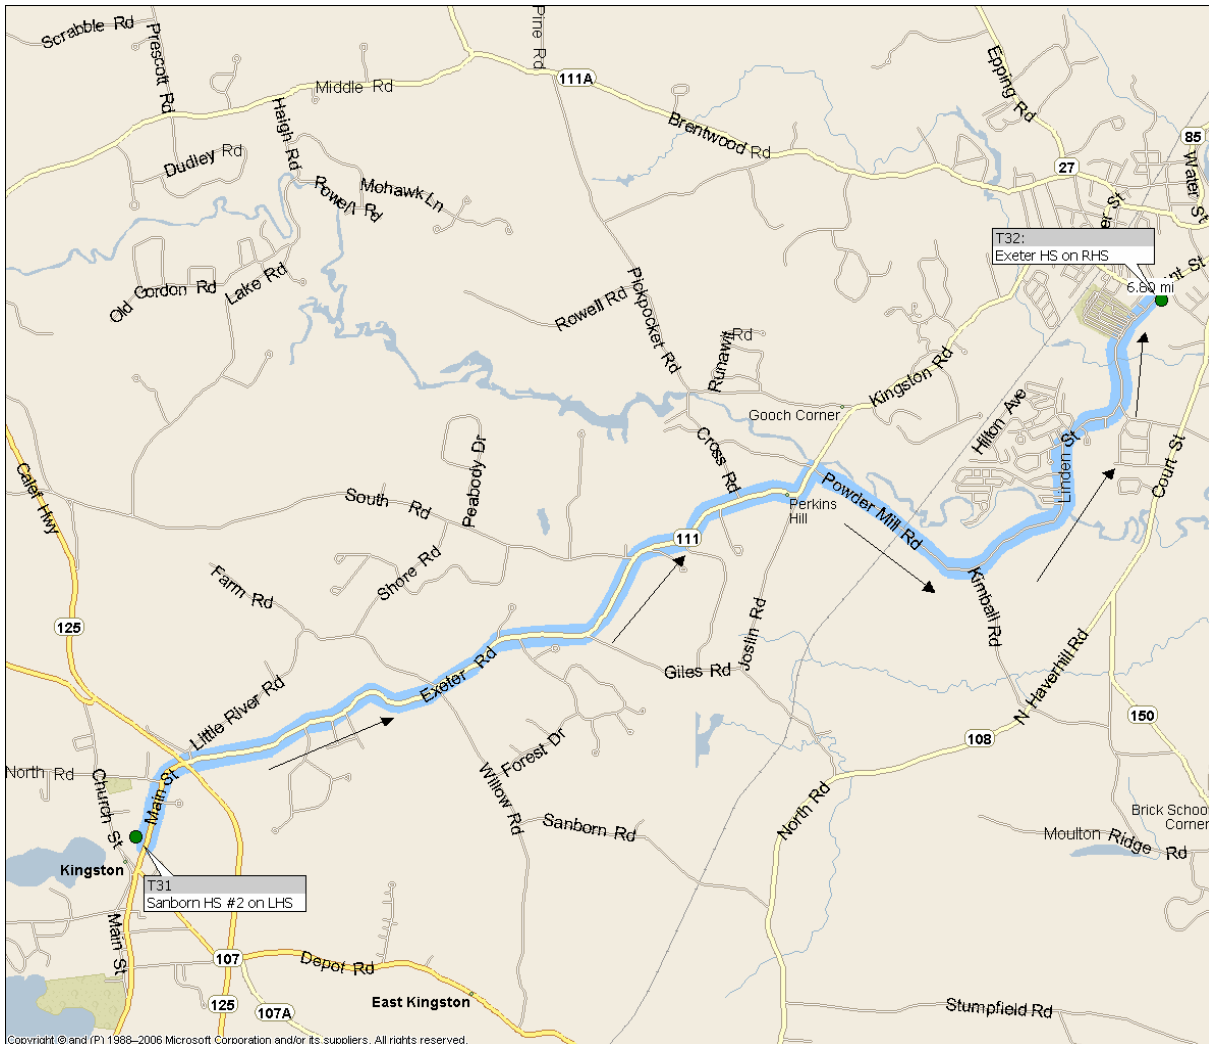 Scrabble Rd
Prescott Rd
Pine Rd
111A
Middle Rd
Epping Rd
Haigh Rd
Brentwood Rd
85
Dudley Rd
27
Water St
Rowell Rd
Mohawk Ln
T32:
Exeter HS on RHS
6.80 mi
Old Gordon Rd
Lake Rd
Rowell Rd
Pickpocket Rd
Runawit Rd
Kingston Rd
Gooch Corner
Hilton Ave
Calef Hwy
Peabody Dr
Cross Rd
Linden St
Court St
South Rd
Powder Mill Rd
Perkins
Hill
111
Farm Rd
Shore Rd
Kimball Rd
125
Joslin Rd
Giles Rd
Exeter Rd
N Haverhill Rd
Little River Rd
150
108
Forest Dr
North Rd
Church St
Main St
Willow Rd
North Rd
Sanborn Rd
Brick School
Corner
Moulton Ridge Rd
Kingston
T31
Sanborn HS #2 on LHS
Main St
107
Depot Rd
125
107A
East Kingston
Stumpfield Rd
Copyright © and (P) 1988–2006 Microsoft Corporation and/or its suppliers. All rights reserved.